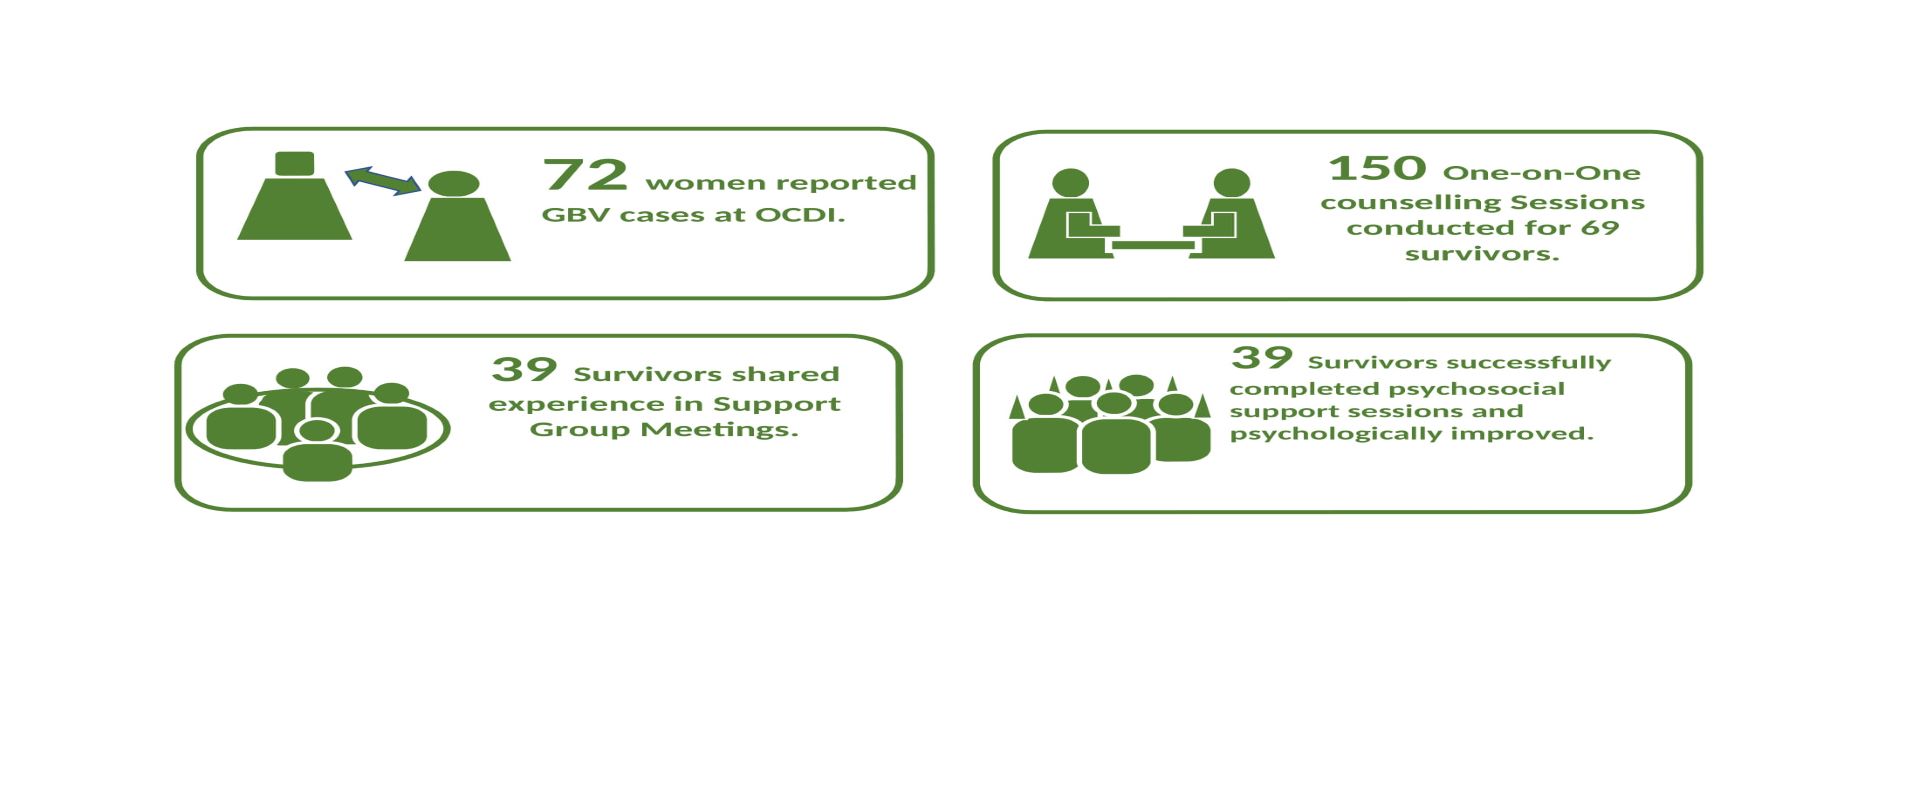 72 women reported
GBV cases at OCDI.
150 One-on-One
counselling Sessions
conducted for 69
survivors.
39 Survivors shared
experience in Support
Group Meetings.
39 Survivors successfully
completed psychosocial
support sessions and
psychologically improved.